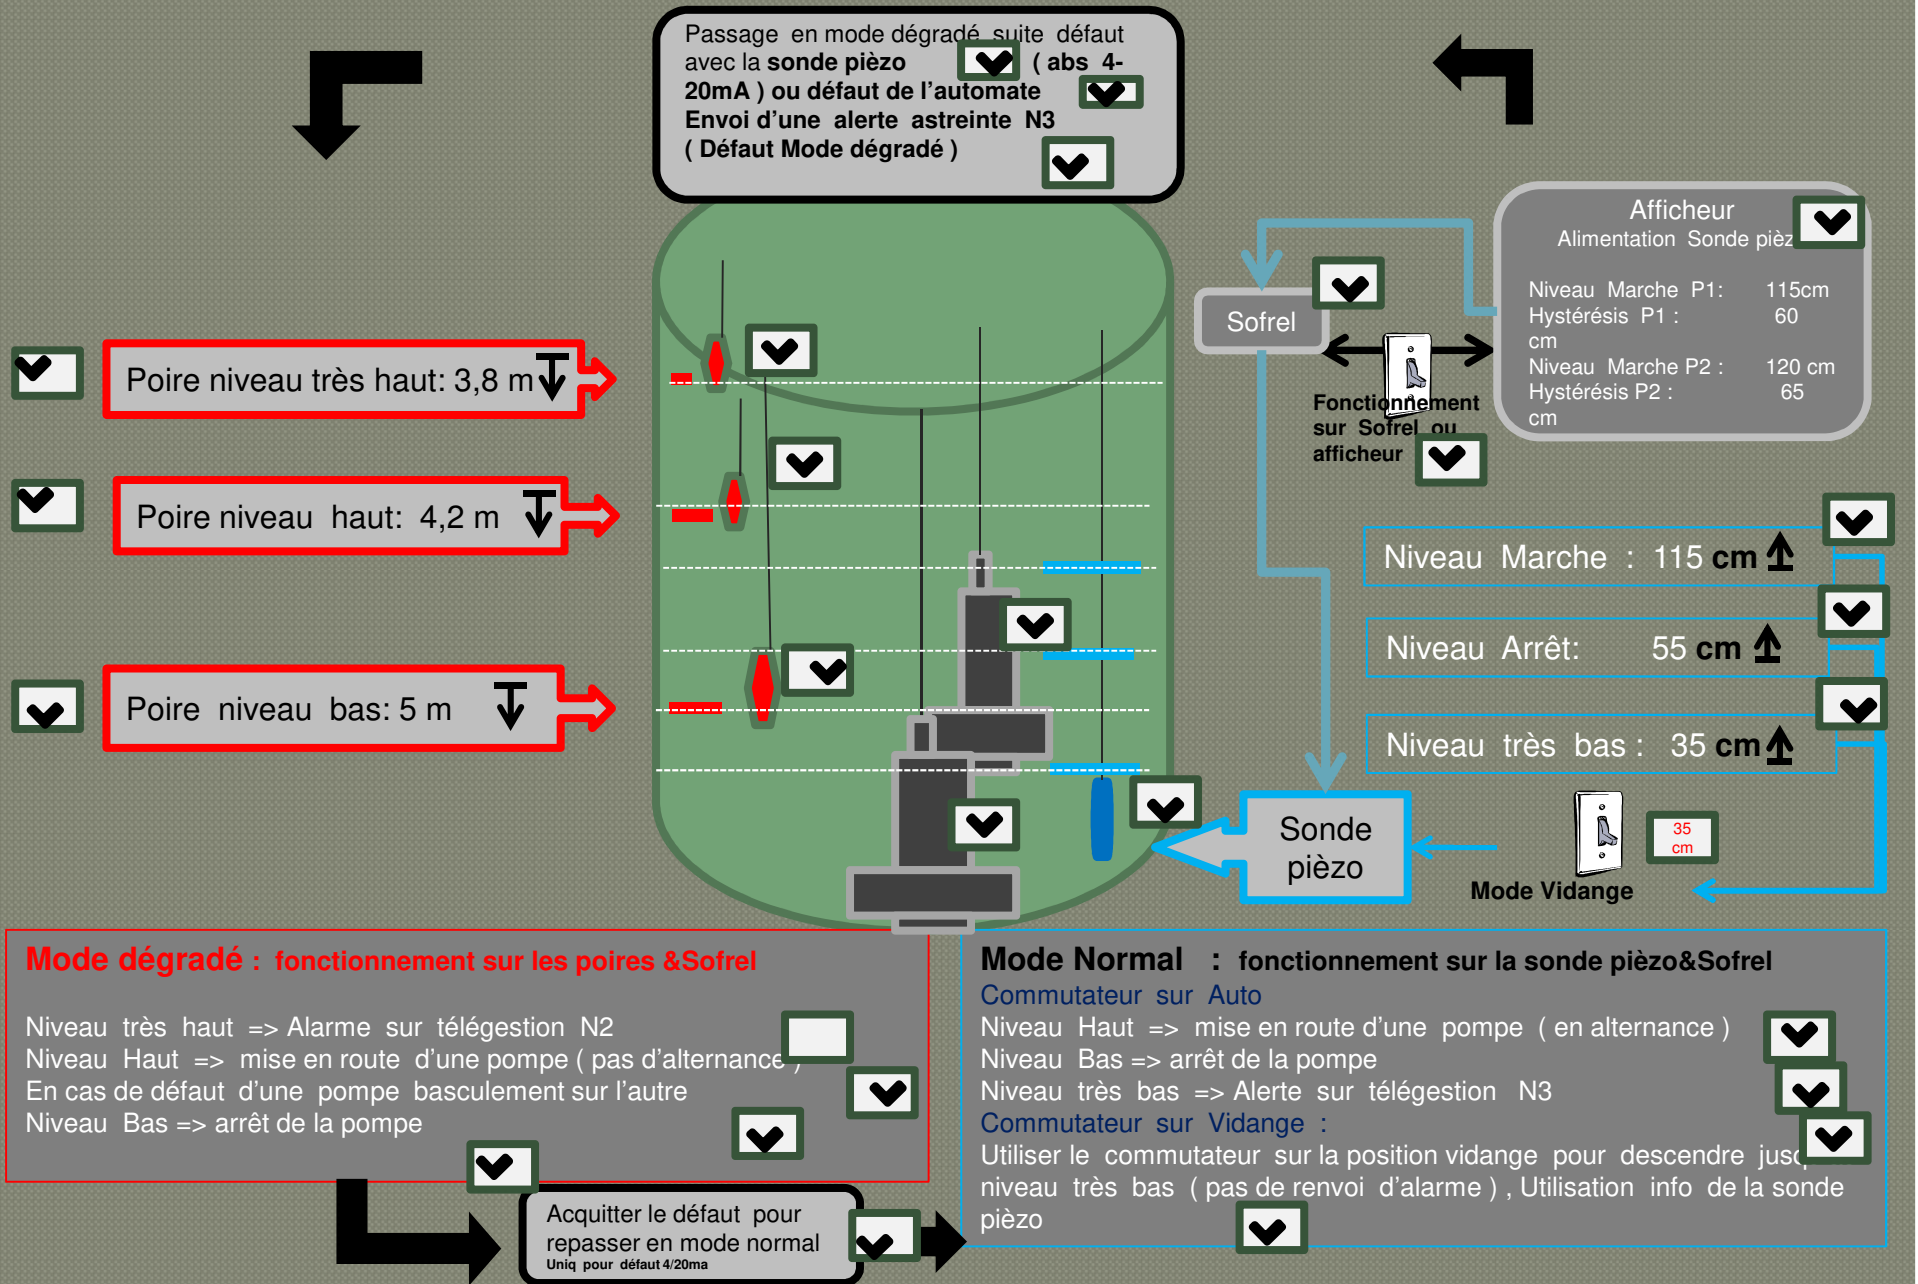 Passage en mode dégradé suite défaut
avec la sonde pièzo ( abs 4-
20mA ) ou défaut de l'automate
Envoi d'une alerte astreinte N3
( Défaut Mode dégradé )
Afficheur
Alimentation Sonde
Niveau Marche P1: 115cm
Hystérésis P1 : 60
cm
Niveau Marche P2 : 120 cm
Hystérésis P2 : 65
cm
Sofrel
Fonctionnement
sur Sofrel ou
afficheur
Poire niveau très haut: 3,8 m
Poire niveau haut: 4,2 m
Poire niveau bas: 5 m
Niveau Marche : 115 cm
Niveau Arrêt: 55 cm
Niveau très bas : 35 cm
Sonde
pièzo
35
cm
Mode Vidange
Mode dégradé : fonctionnement sur les poires &Sofrel
Niveau très haut => Alarme sur télégestion N2
Niveau Haut => mise en route d'une pompe ( pas d'alternance )
En cas de défaut d'une pompe basculement sur l'autre
Niveau Bas => arrêt de la pompe
Mode Normal : fonctionnement sur la sonde pièzo&Sofrel
Commutateur sur Auto
Niveau Haut => mise en route d'une pompe ( en alternance )
Niveau Bas => arrêt de la pompe
Niveau très bas => Alerte sur télégestion N3
Commutateur sur Vidange :
Utiliser le commutateur sur la position vidange pour descendre
niveau très bas ( pas de renvoi d'alarme ) , Utilisation info de la sonde
pièzo
Acquitter le défaut pour
repasser en mode normal
Uniq pour défaut 4/20ma